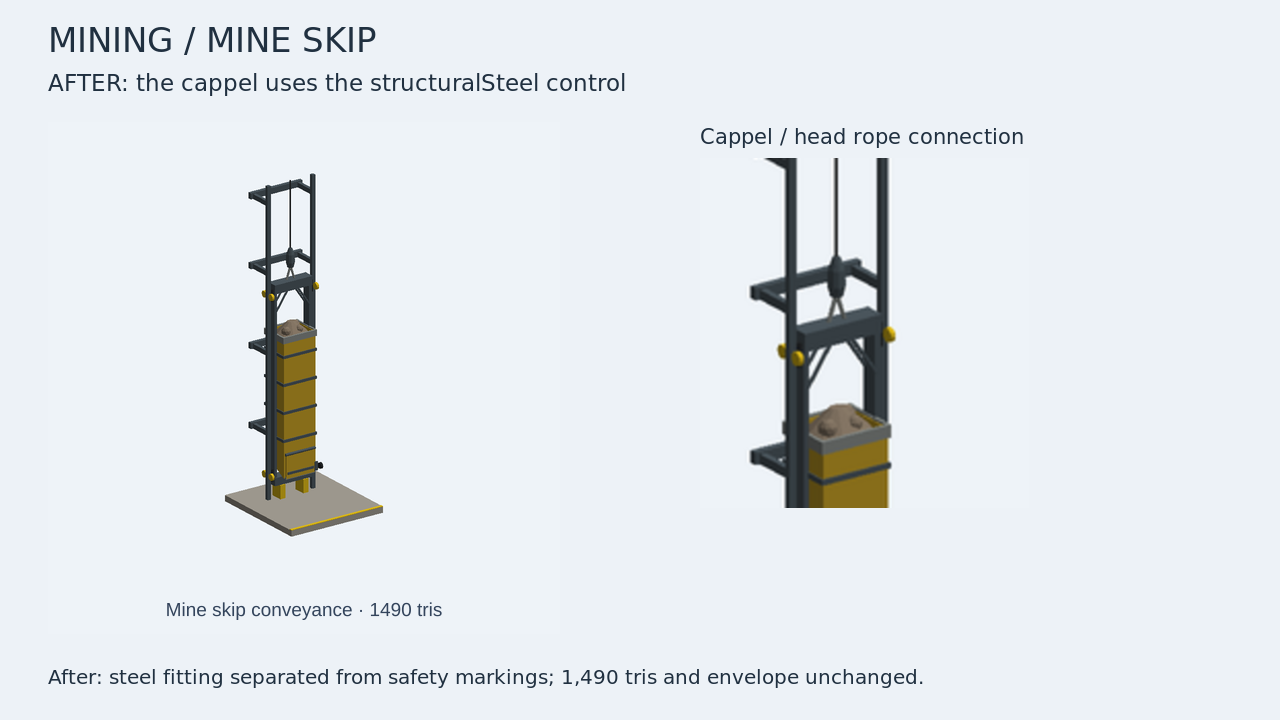 MINING / MINE SKIP
AFTER: the cappel uses the structuralSteel control
Cappel / head rope connection
Mine skip conveyance · 1490 tris
After: steel fitting separated from safety markings; 1,490 tris and envelope unchanged.